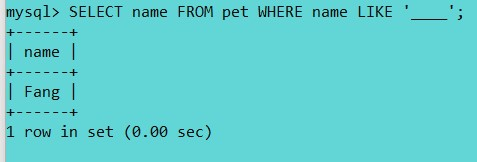 mysql> SELECT name FROM pet WHERE name LIKE '____';
+------+
| name |
+------+
| Fang |
+------+
1 row in set (0.00 sec)